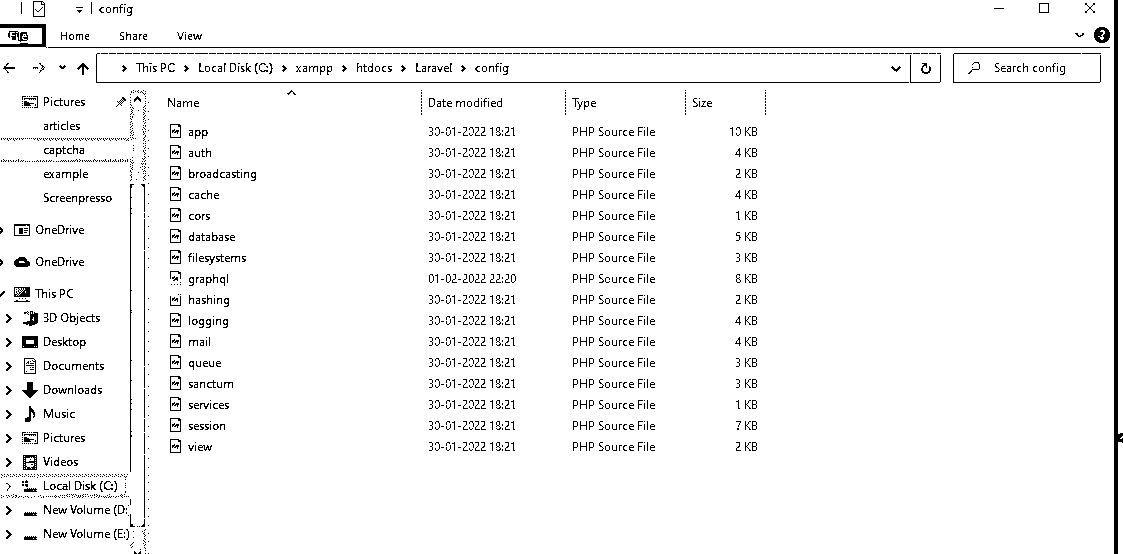 config
File Home Share View
This PC Local Disk (C:) xampp htdocs Laravel config Search config
Name Date modified Type Size
Pictures
articles
captcha
example
Screenpresso
OneDrive
OneDrive
This PC
3D Objects
Desktop
Documents
Downloads
Music
Pictures
Videos
Local Disk (C:)
New Volume (D:
New Volume (E:)
app 30-01-2022 18:21 PHP Source File 10 KB
auth 30-01-2022 18:21 PHP Source File 4 KB
broadcasting 30-01-2022 18:21 PHP Source File 2 KB
cache 30-01-2022 18:21 PHP Source File 4 KB
cors 30-01-2022 18:21 PHP Source File 1 KB
database 30-01-2022 18:21 PHP Source File 5 KB
filesystems 30-01-2022 18:21 PHP Source File 3 KB
graphql 01-02-2022 22:20 PHP Source File 8 KB
hashing 30-01-2022 18:21 PHP Source File 2 KB
logging 30-01-2022 18:21 PHP Source File 4 KB
mail 30-01-2022 18:21 PHP Source File 4 KB
queue 30-01-2022 18:21 PHP Source File 3 KB
sanctum 30-01-2022 18:21 PHP Source File 3 KB
services 30-01-2022 18:21 PHP Source File 1 KB
session 30-01-2022 18:21 PHP Source File 7 KB
view 30-01-2022 18:21 PHP Source File 2 KB